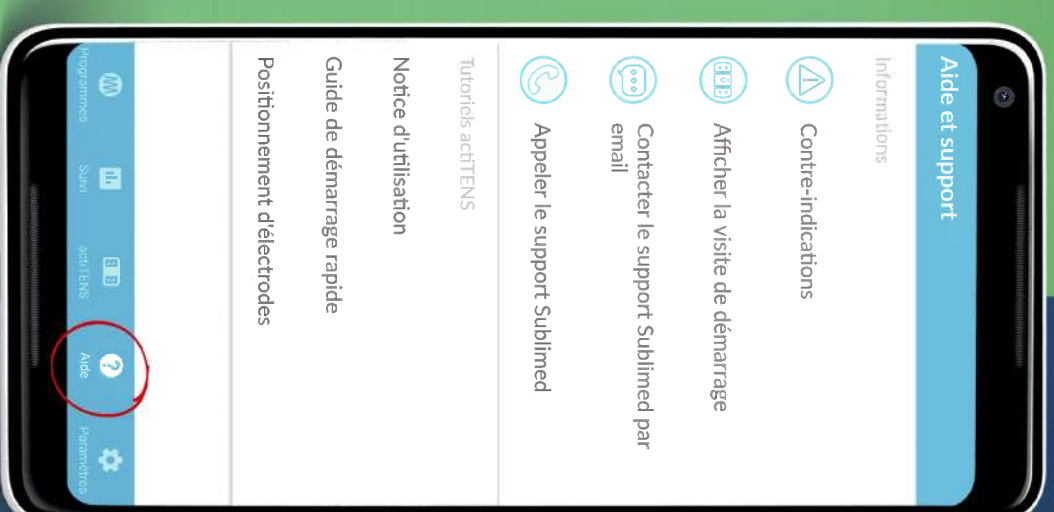 Aide et support
Informations
Contre-indications
Afficher la visite de démarrage
Contacter le support Sublimed par
email
Appeler le support Sublimed
Tutoriels actiTENS
Notice d'utilisation
Guide de démarrage rapide
Positionnement d'électrodes
Programmes
Suivi
actiTENS
Aide
Paramètres